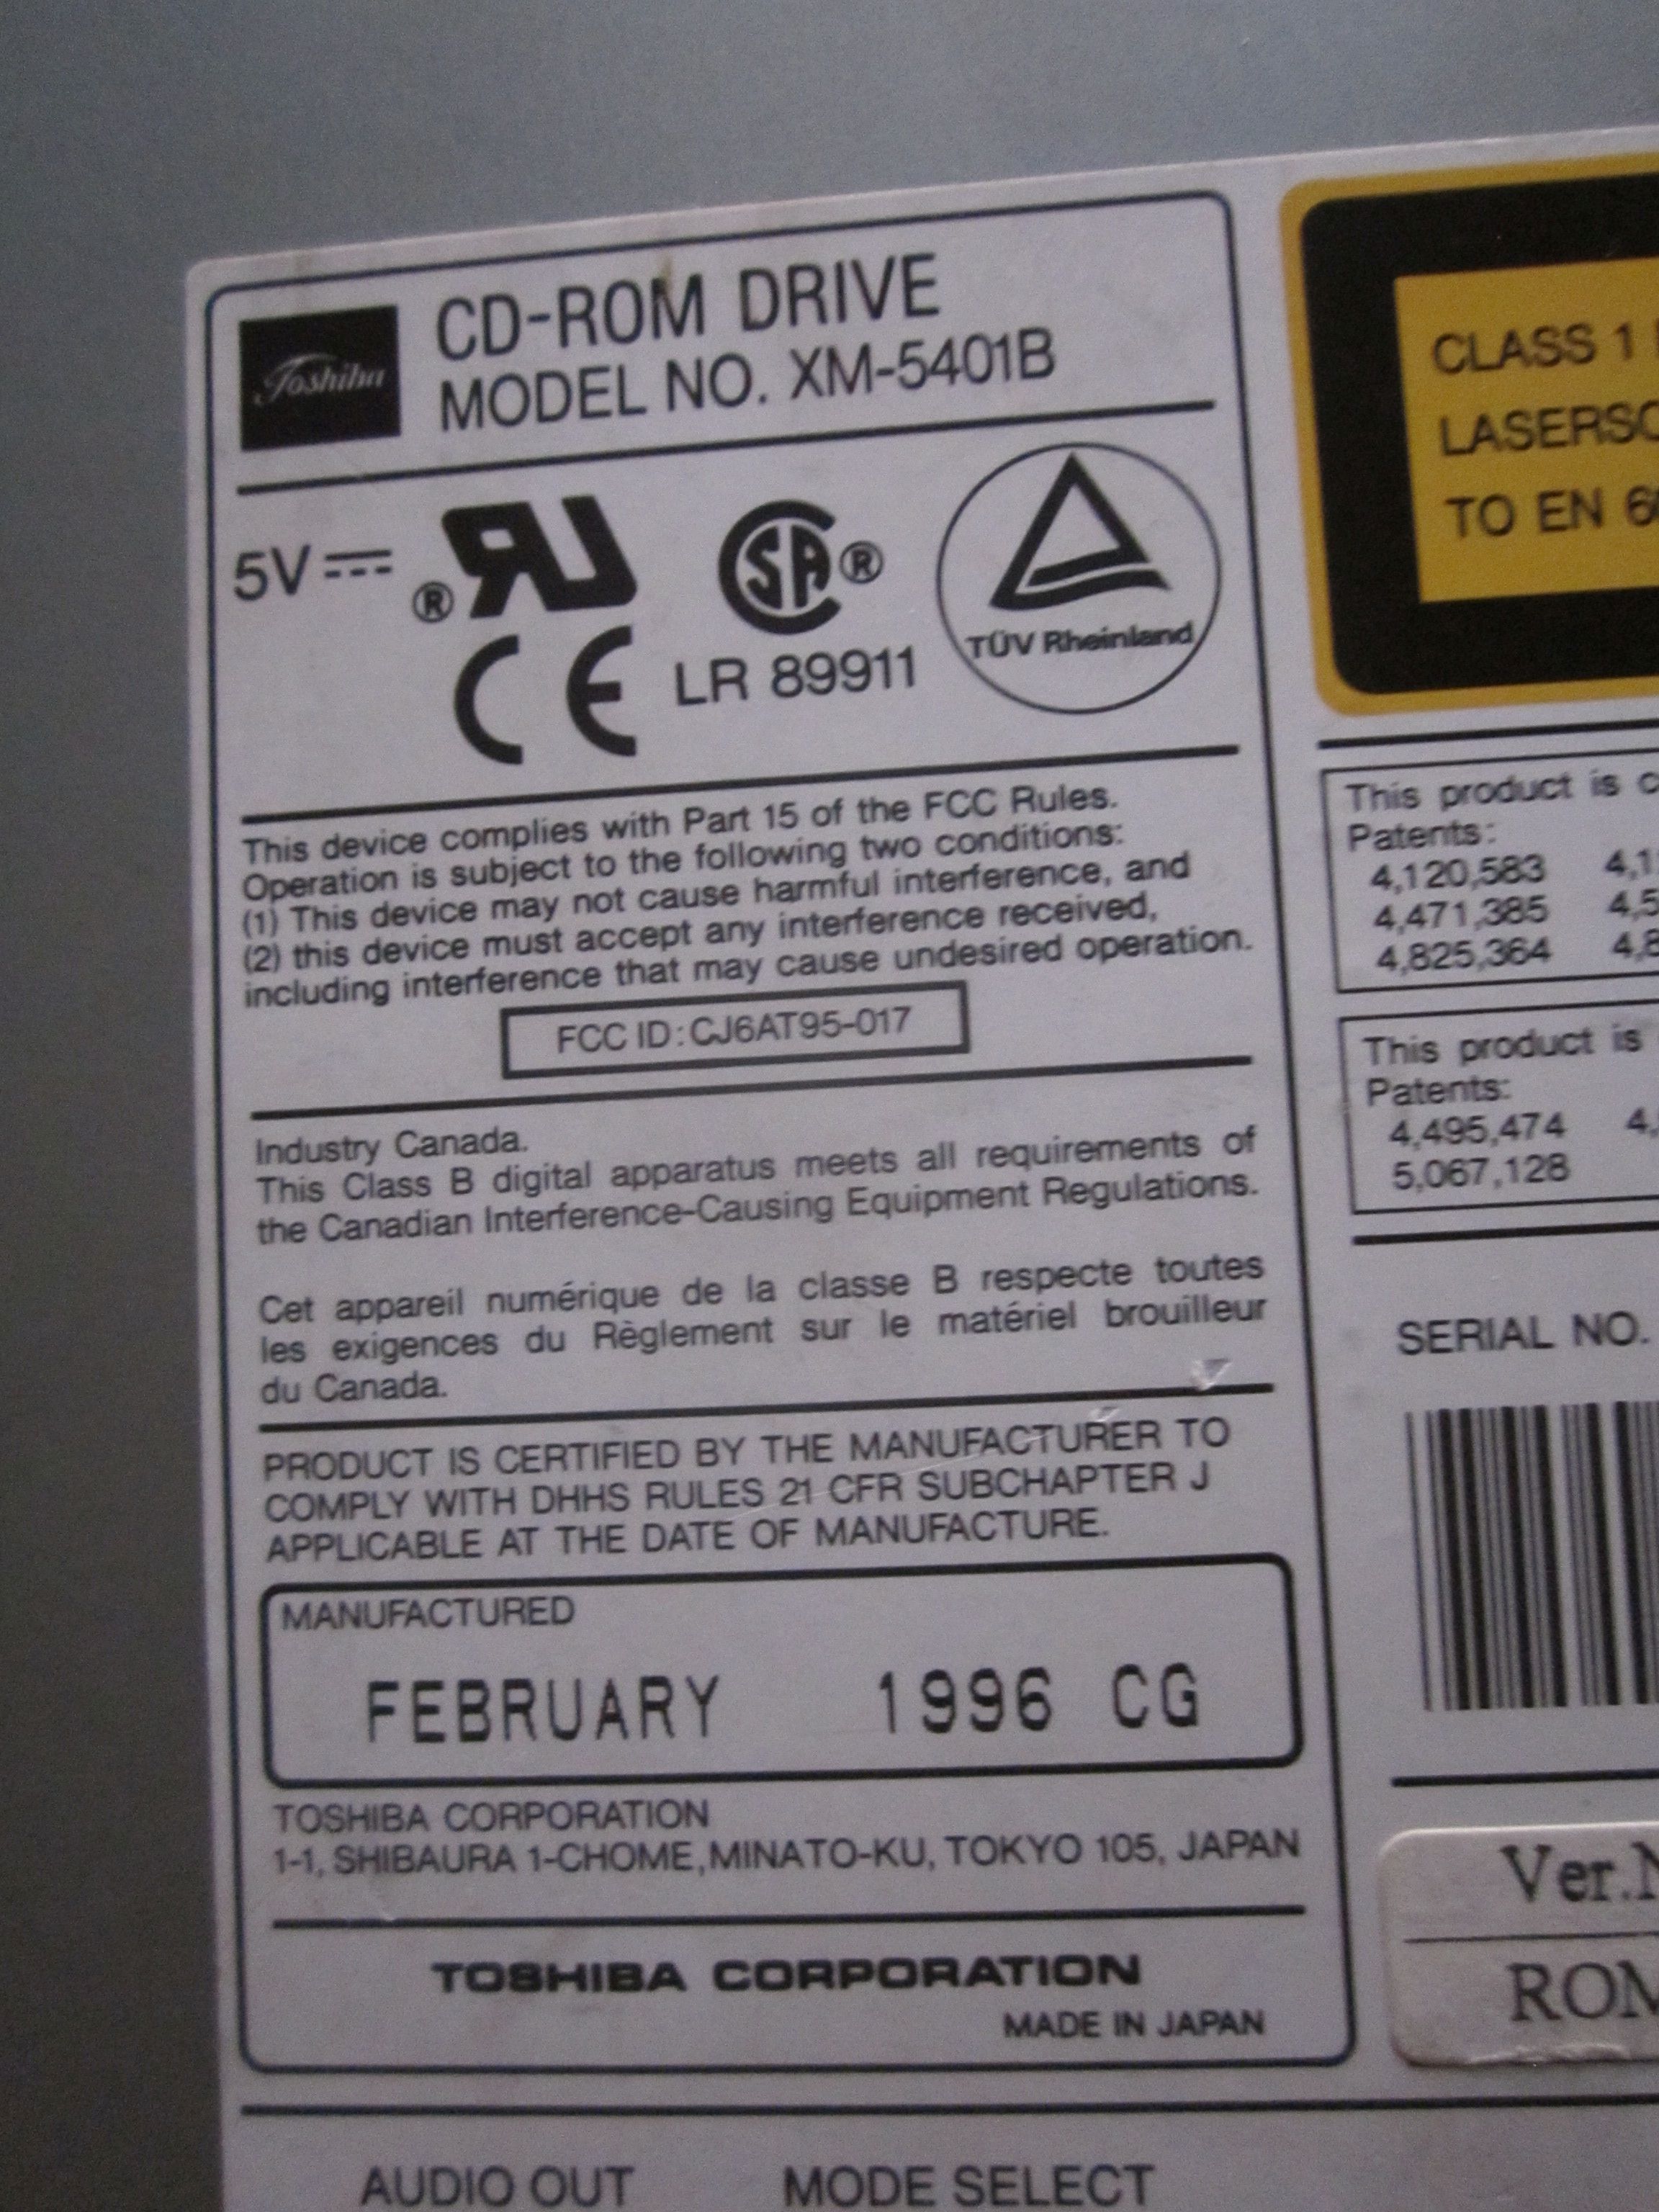 Toshiba
CD-ROM DRIVE
MODEL NO. XM-5401B
5V
® RU
SA ®
CE
LR 89911
TÜV Rheinland
This device complies with Part 15 of the FCC Rules.
Operation is subject to the following two conditions:
(1) This device may not cause harmful interference, and
(2) this device must accept any interference received,
including interference that may cause undesired operation.
FCC ID: CJ6AT95-017
Industry Canada.
This Class B digital apparatus meets all requirements of
the Canadian Interference-Causing Equipment Regulations.
Cet appareil numérique de la classe B respecte toutes
les exigences du Règlement sur le matériel brouilleur
du Canada.
PRODUCT IS CERTIFIED BY THE MANUFACTURER TO
COMPLY WITH DHHS RULES 21 CFR SUBCHAPTER J
APPLICABLE AT THE DATE OF MANUFACTURE.
MANUFACTURED
FEBRUARY 1996 CG
TOSHIBA CORPORATION
1-1, SHIBAURA 1-CHOME, MINATO-KU, TOKYO 105, JAPAN
TOSHIBA CORPORATION
MADE IN JAPAN
AUDIO OUT MODE SELECT
CLASS 1
TO EN
This product is
Patents:
4,120,583
4,471,385
4,825,364
This product is
Patents:
4,495,474
5,067,128
SERIAL NO.
Ver.
ROM